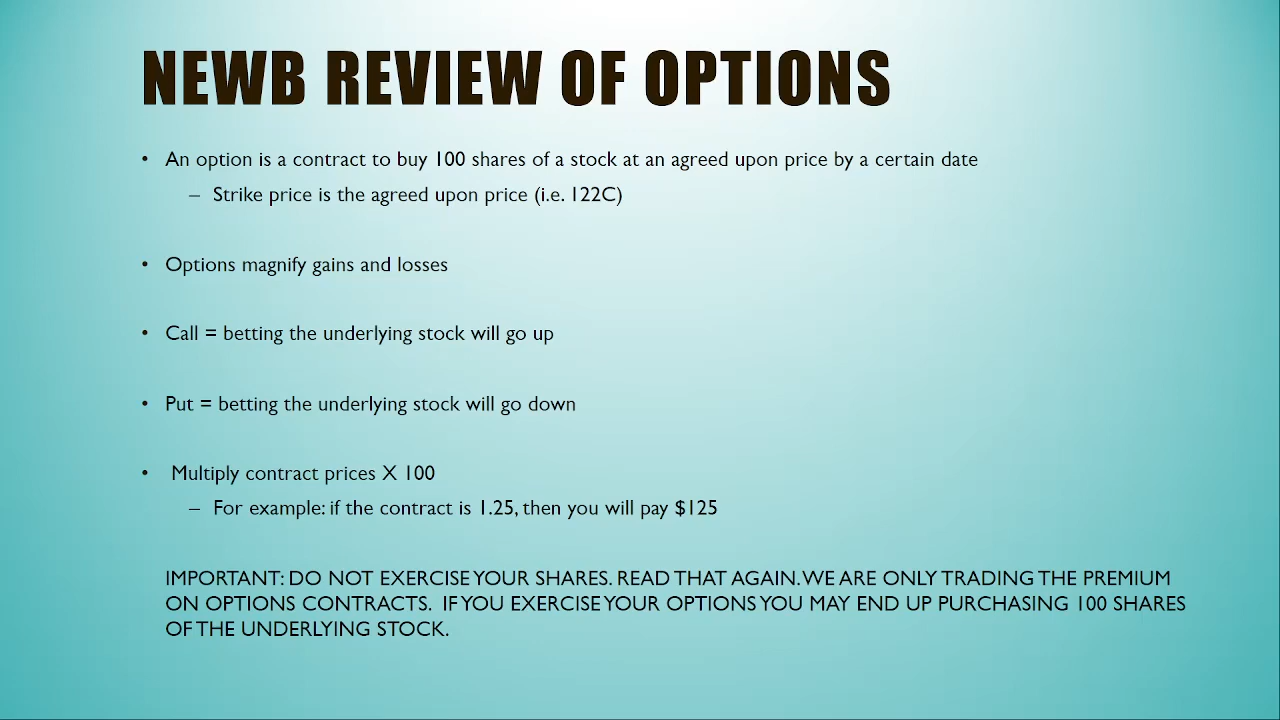 NEWB REVIEW OF OPTIONS
• An option is a contract to buy 100 shares of a stock at an agreed upon price by a certain date
– Strike price is the agreed upon price (i.e. 122C)
• Options magnify gains and losses
• Call = betting the underlying stock will go up
• Put = betting the underlying stock will go down
• Multiply contract prices X 100
– For example: if the contract is 1.25, then you will pay $125
IMPORTANT: DO NOT EXERCISE YOUR SHARES. READ THAT AGAIN. WE ARE ONLY TRADING THE PREMIUM
ON OPTIONS CONTRACTS. IF YOU EXERCISE YOUR OPTIONS YOU MAY END UP PURCHASING 100 SHARES
OF THE UNDERLYING STOCK.